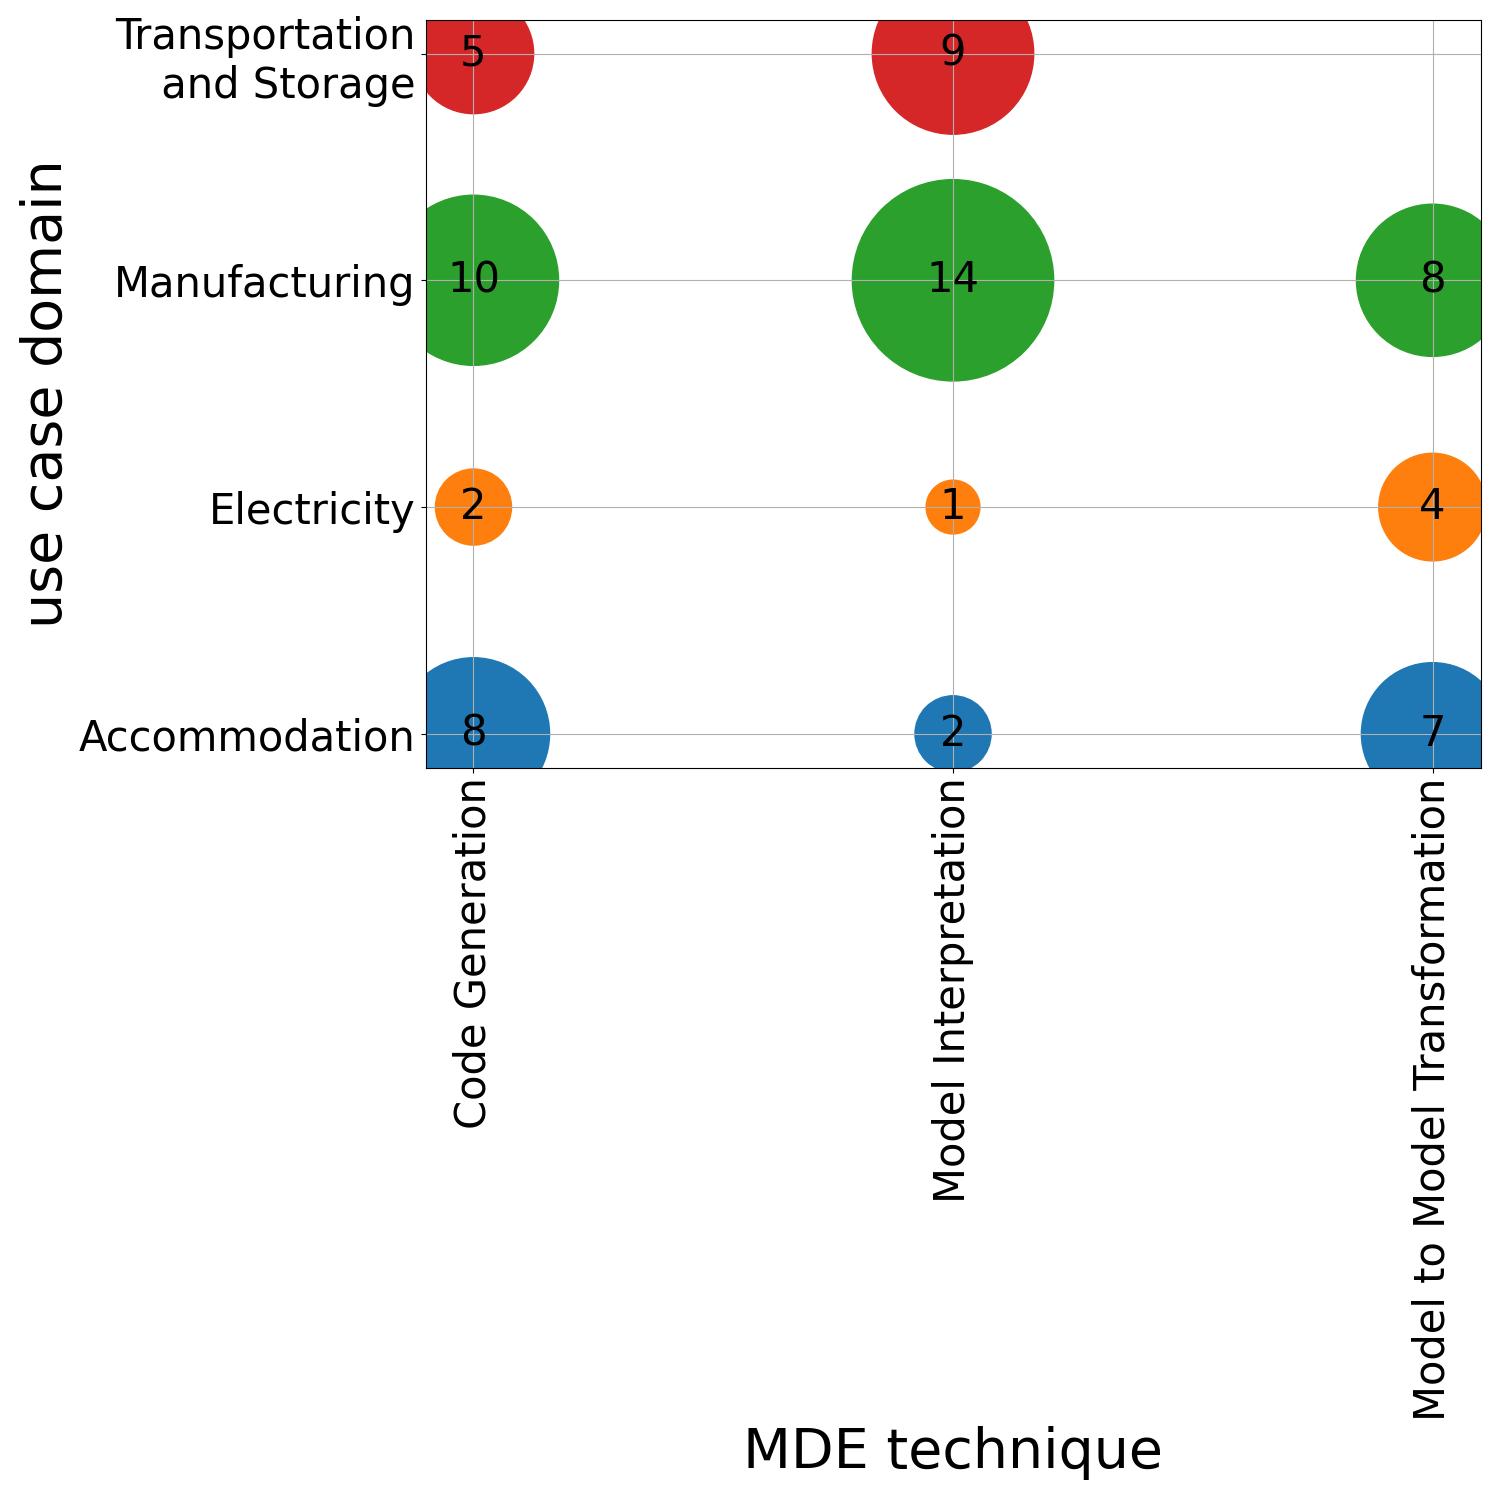 Transportation
and Storage
5
9
Manufacturing
10
14
8
Electricity
2
1
4
Accommodation
8
2
7
use case domain
Code Generation
Model Interpretation
Model to Model Transformation
MDE technique